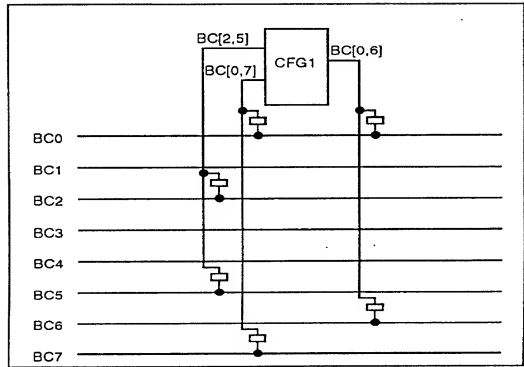 BC[2,5]
BC[0,7]
CFG1
BC[0,6]
BC0
BC1
BC2
BC3
BC4
BC5
BC6
BC7